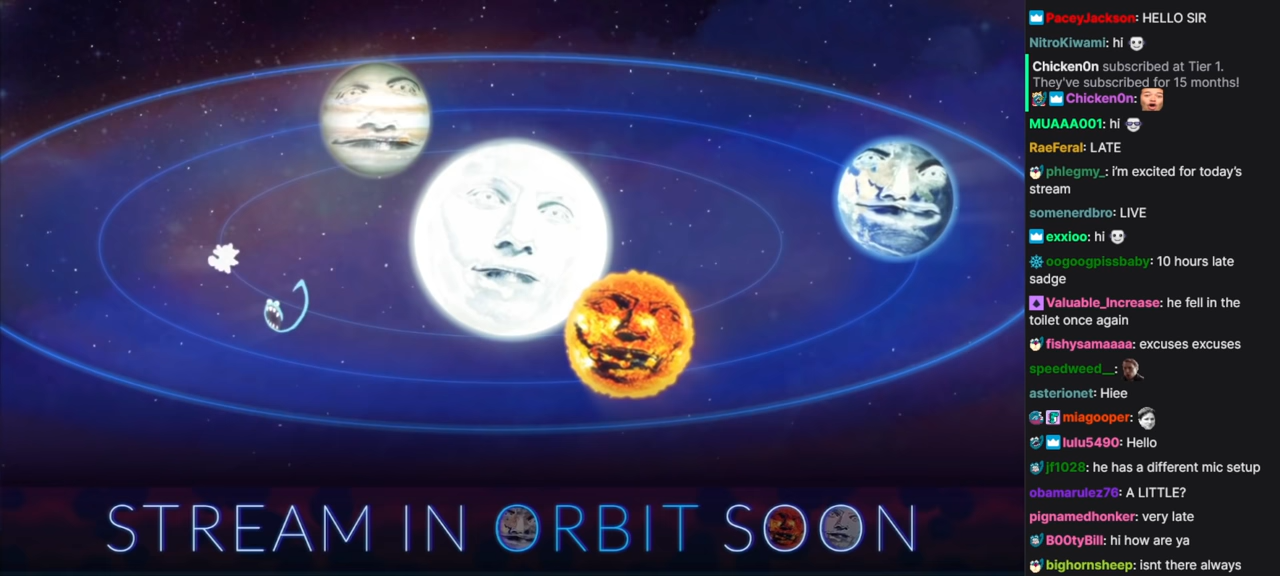 STREAM IN ORBIT SOON
PaceyJackson: HELLO SIR
NitroKiwami: hi
Chicken0n subscribed at Tier 1.
They've subscribed for 15 months!
Chicken0n:
MUAAA001: hi
RaeFeral: LATE
phlegmy_: i'm excited for today's
stream
somenerdbro: LIVE
exxioo: hi
oogoogpissbaby: 10 hours late
sadge
Valuable_Increase: he fell in the
toilet once again
fishysamaaaa: excuses excuses
speedweed__:
asterionet: Hiee
miagooper:
lulu5490: Hello
jf1028: he has a different mic setup
obamarulez76: A LITTLE?
pignamedhonker: very late
B00tyBill: hi how are ya
bighornsheep: isnt there always